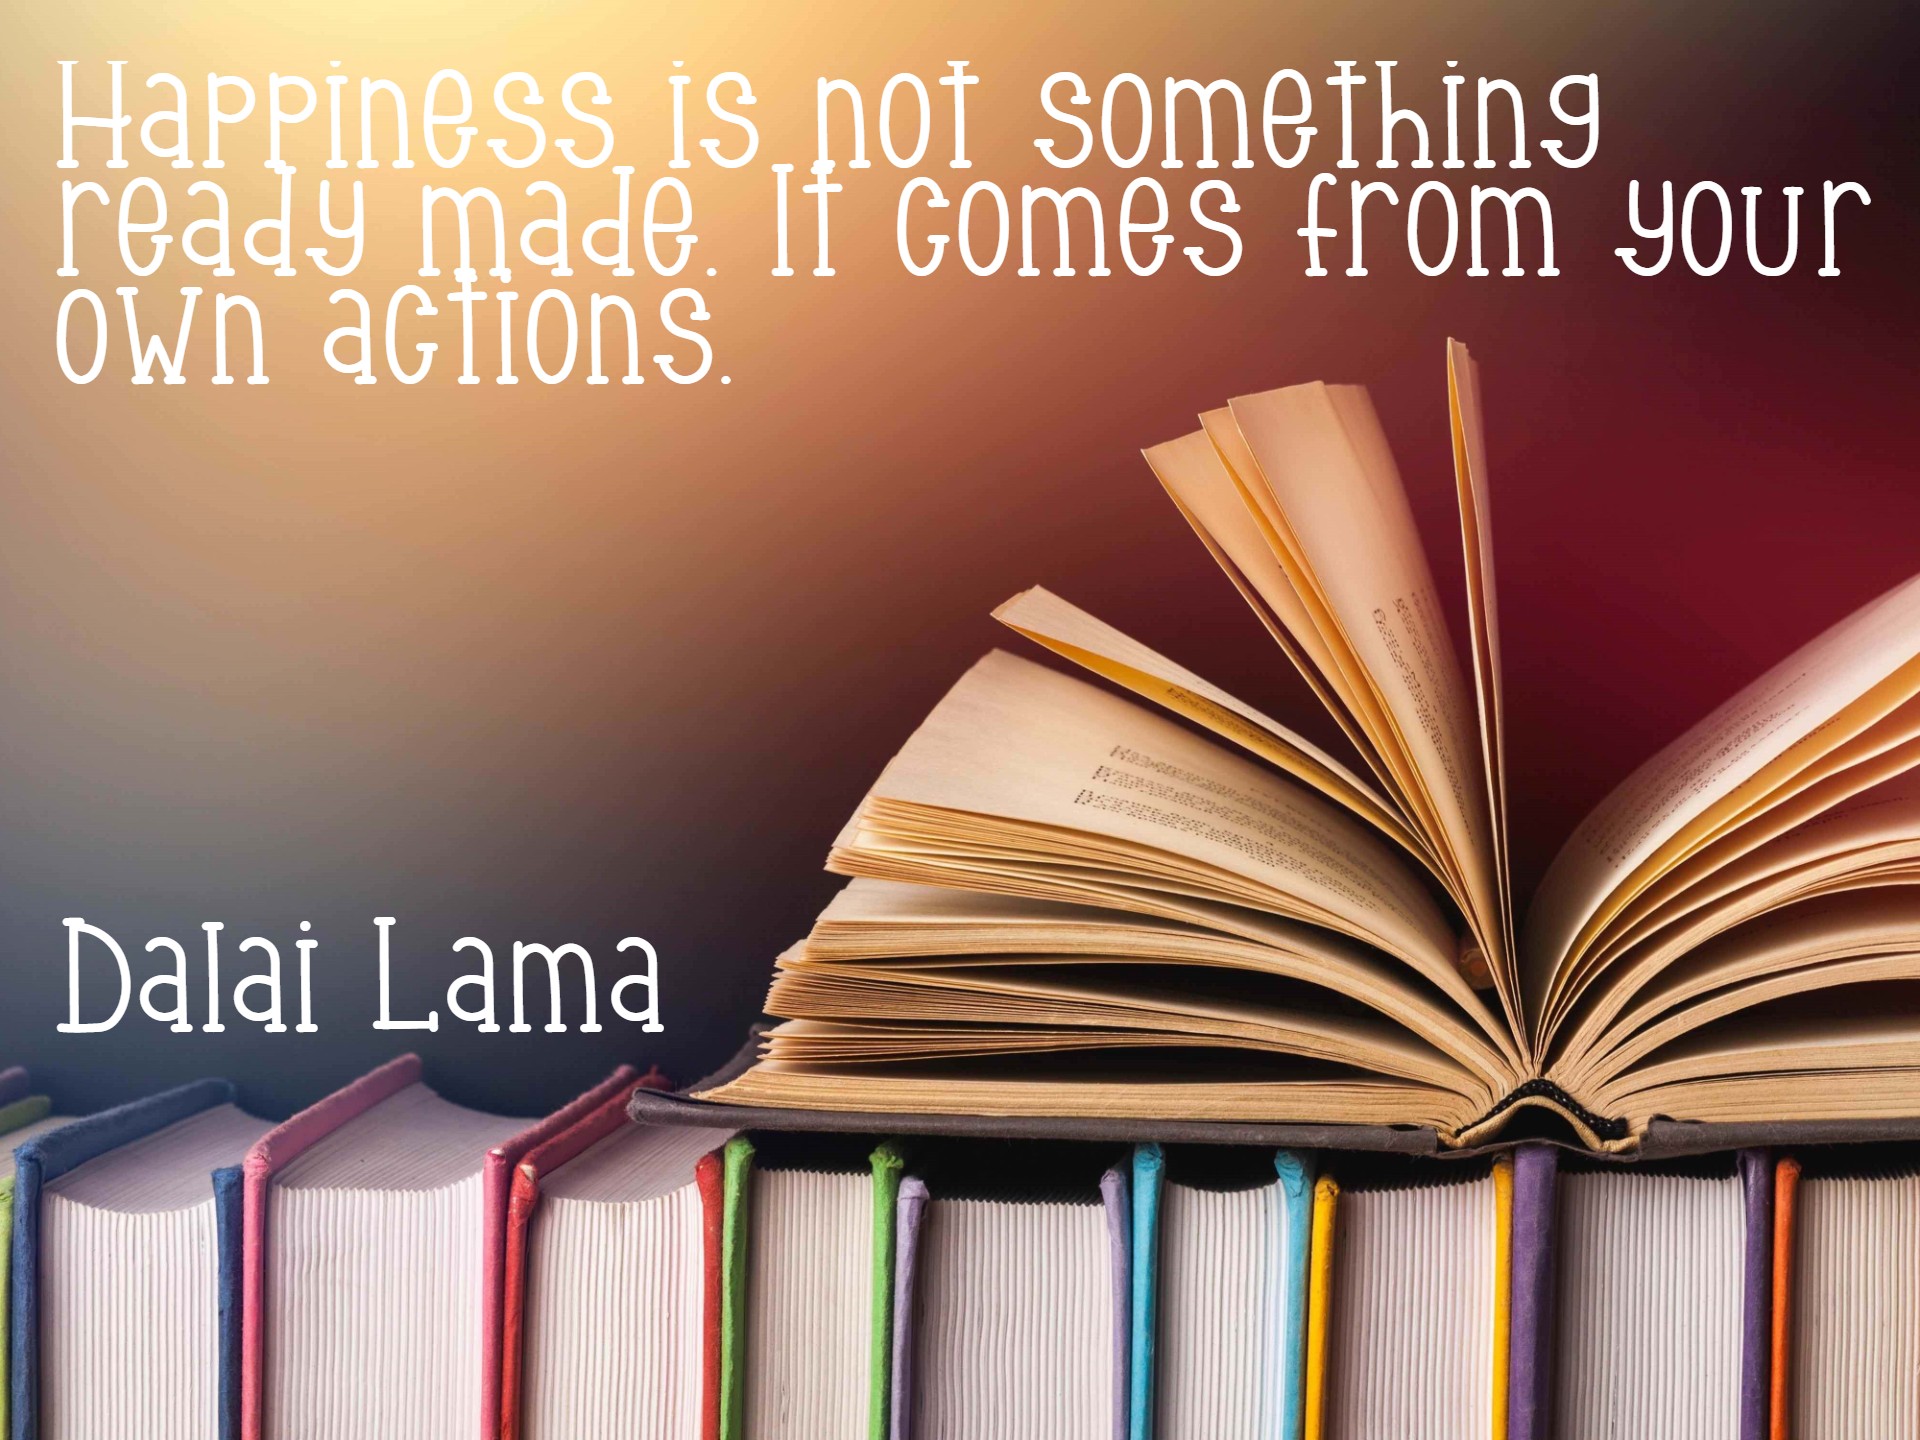 Happiness is not something
ready made. It comes from your
own actions.
Dalai Lama